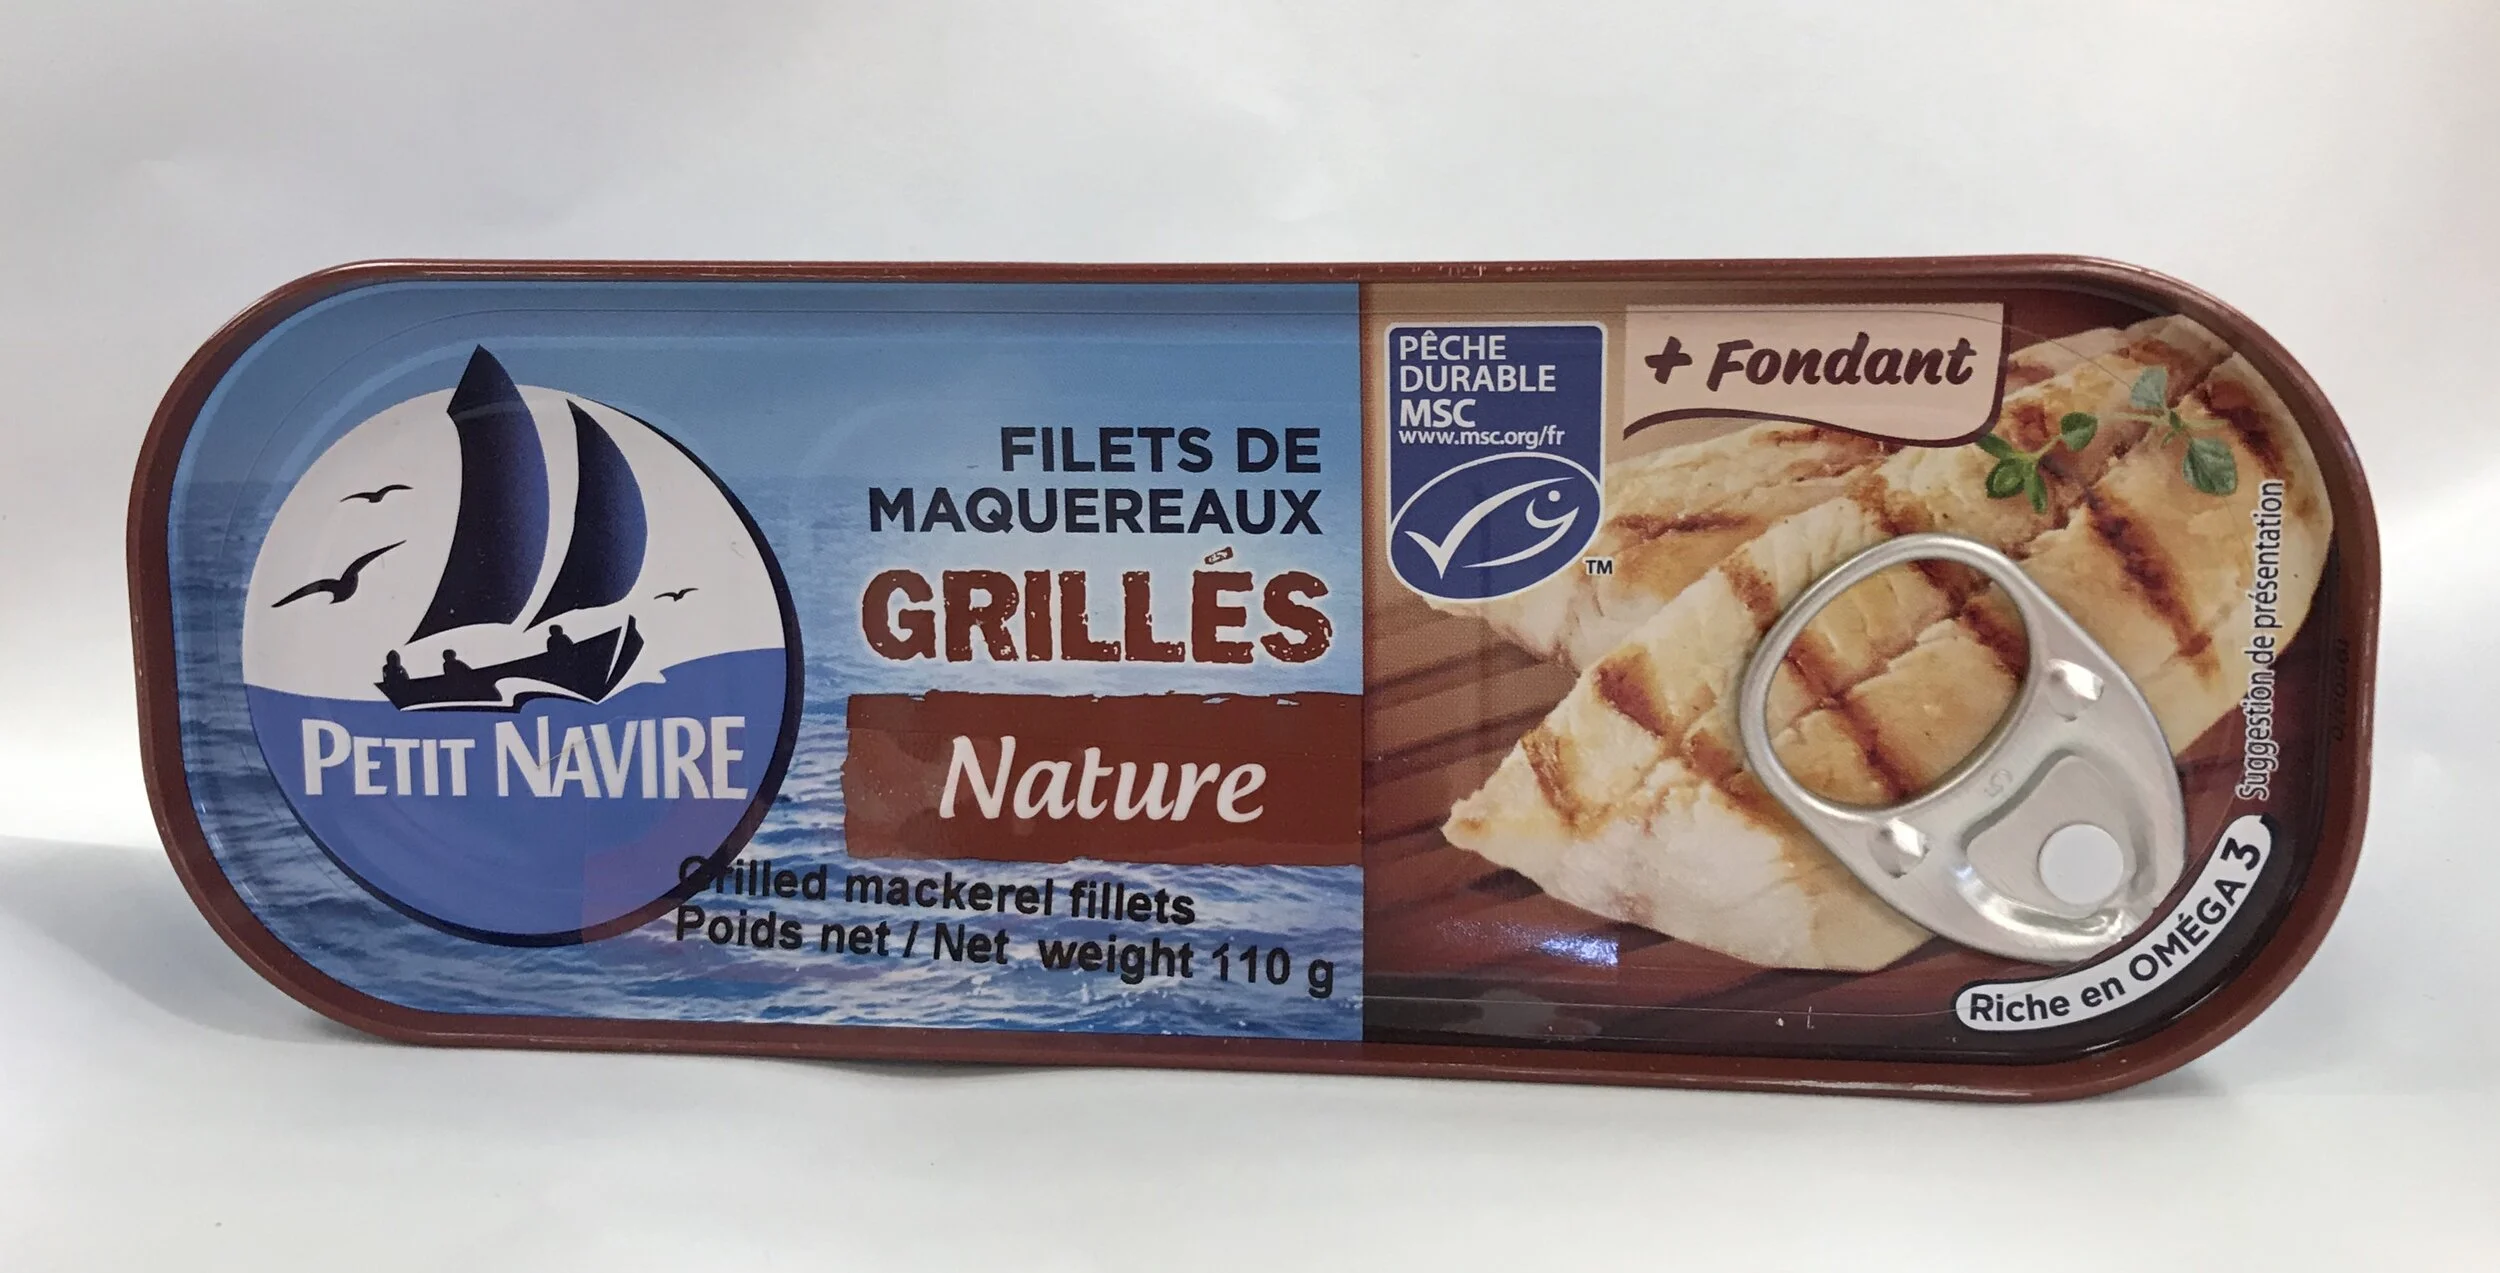 PETIT NAVIRE
FILETS DE
MAQUEREAUX
GRILLÉS
Nature
Grilled mackerel fillets
Poids net / Net weight 110 g
PÊCHE
DURABLE
MSC
www.msc.org/fr
TM
+ Fondant
Suggestion de présentation
Riche en OMÉGA 3